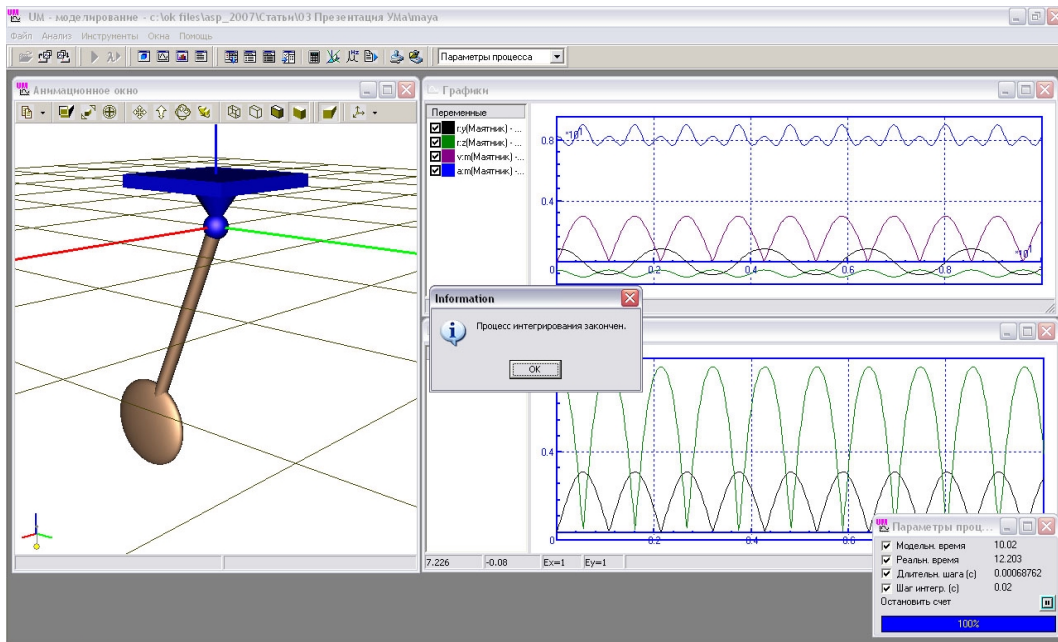 UM - моделирование - c:\ok files\asp_2007\Статьи\03 Презентация УМа\maya
Файл Анализ Инструменты Окна Помощь
Параметры процесса
Анимационное окно
Графики
Переменные
r:y(Маятник) - ...
r:z(Маятник) - ...
v:m(Маятник) -...
a:m(Маятник) -...
*10¹
0.8
0.4
0 0.2 0.4 0.6 0.8
*10¹
Information
Процесс интегрирования закончен.
OK
0.4
0 0.2 0.4 0.6
Параметры проц...
Модельн. время 10.02
Реальн. время 12.203
Длительн. шага (с) 0.00068762
Шаг интегр. (с) 0.02
Остановить счет
100%
7.226 -0.08 Ex=1 Ey=1